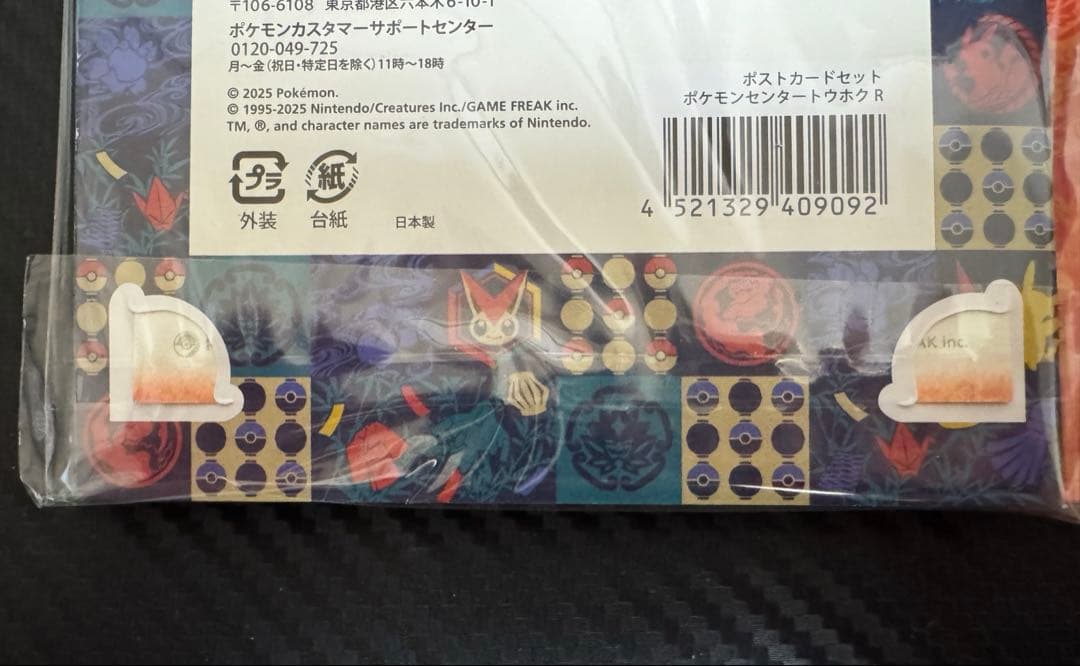 〒106-6108 東京都港区六本木6-10-1
ポケモンカスタマーサポートセンター
0120-049-725
月～金(祝日・特定日を除く)11時～18時
© 2025 Pokémon.
© 1995-2025 Nintendo/Creatures Inc./GAME FREAK inc.
TM, ®, and character names are trademarks of Nintendo.
プラ
外装
紙
台紙
日本製
ポストカードセット
ポケモンセンタートウホクR
4 521329 409092
AK inc.